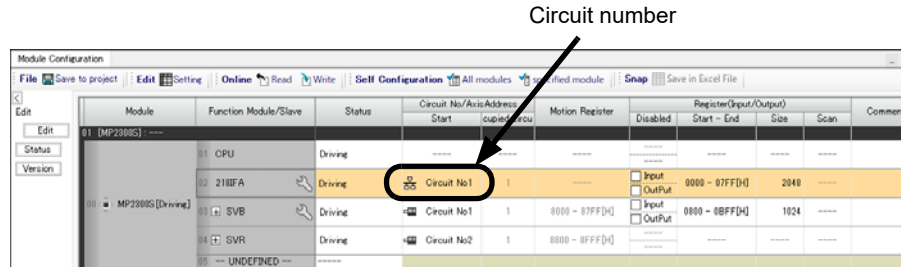 Circuit number
Module Configuration
File Save to project Edit Setting Online Read Write Self Configuration All modules specified module Snap Save in Excel File
Edit
Edit
Status
Version
Module Function Module/Slave Status Circuit No/AxisAddress Motion Register Register(Input/Output) Commen
Start cupied circu Disabled Start - End Size Scan
01 [MP2300S] : ---
00 MP2300S[Driving]
01 CPU Driving ---- ---- ---- ---- ---- ---- ----
02 218IFA Driving Circuit No1 1 ---- Input OutPut 0000 - 07FF[H] 2048 ----
03 + SVB Driving Circuit No1 1 8000 - 87FF[H] Input OutPut 0800 - 0BFF[H] 1024 ----
04 + SVR Driving Circuit No2 1 8800 - 8FFF[H] ---- ---- ---- ----
05 -- UNDEFINED -- -----